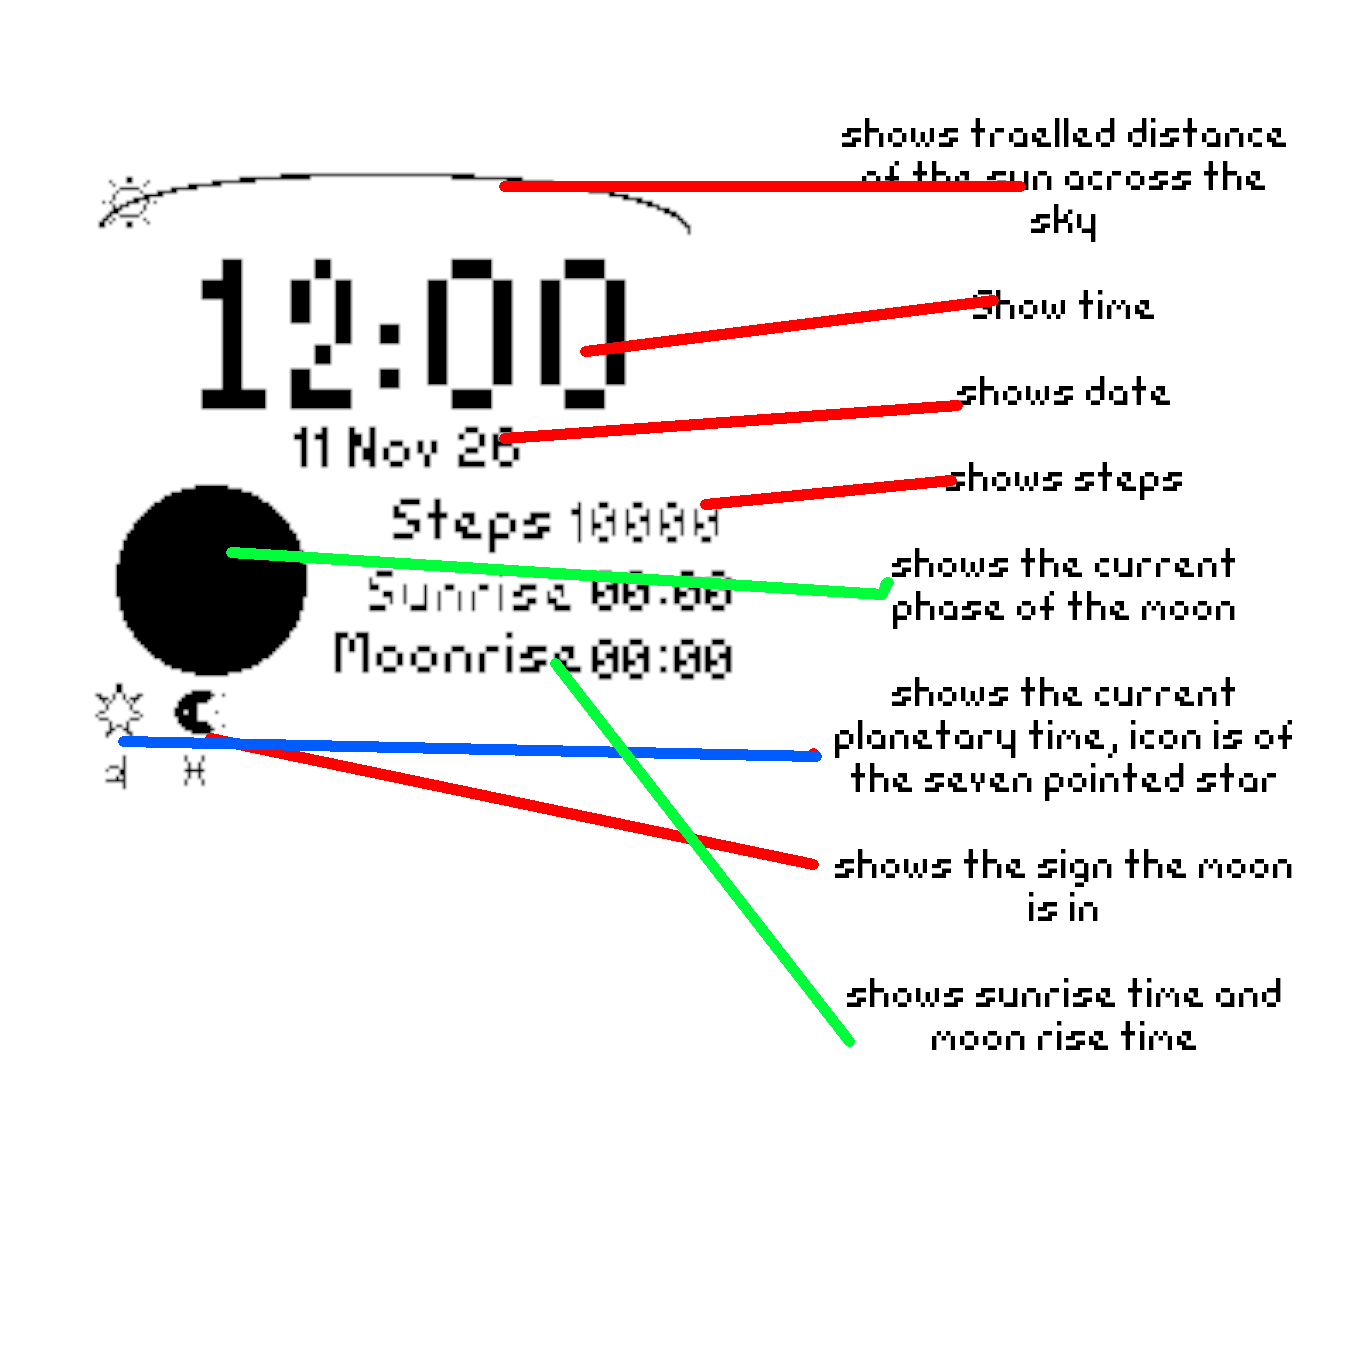 shows traelled distance
of the sun across the
sky
12:00
Show time
11 Nov 26
shows date
Steps 10000
shows steps
Sunrise 00:00
Moonrise 00:00
shows the current
phase of the moon
♃ ♓
shows the current
planetary time, icon is of
the seven pointed star
shows the sign the moon
is in
shows sunrise time and
moon rise time